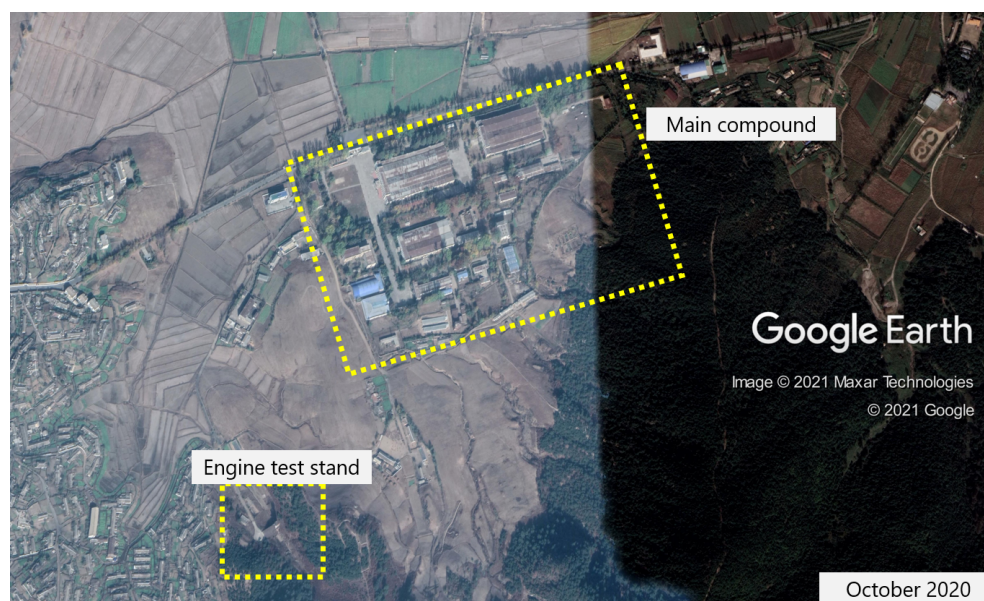 Main compound
Google Earth
Image © 2021 Maxar Technologies
© 2021 Google
Engine test stand
October 2020